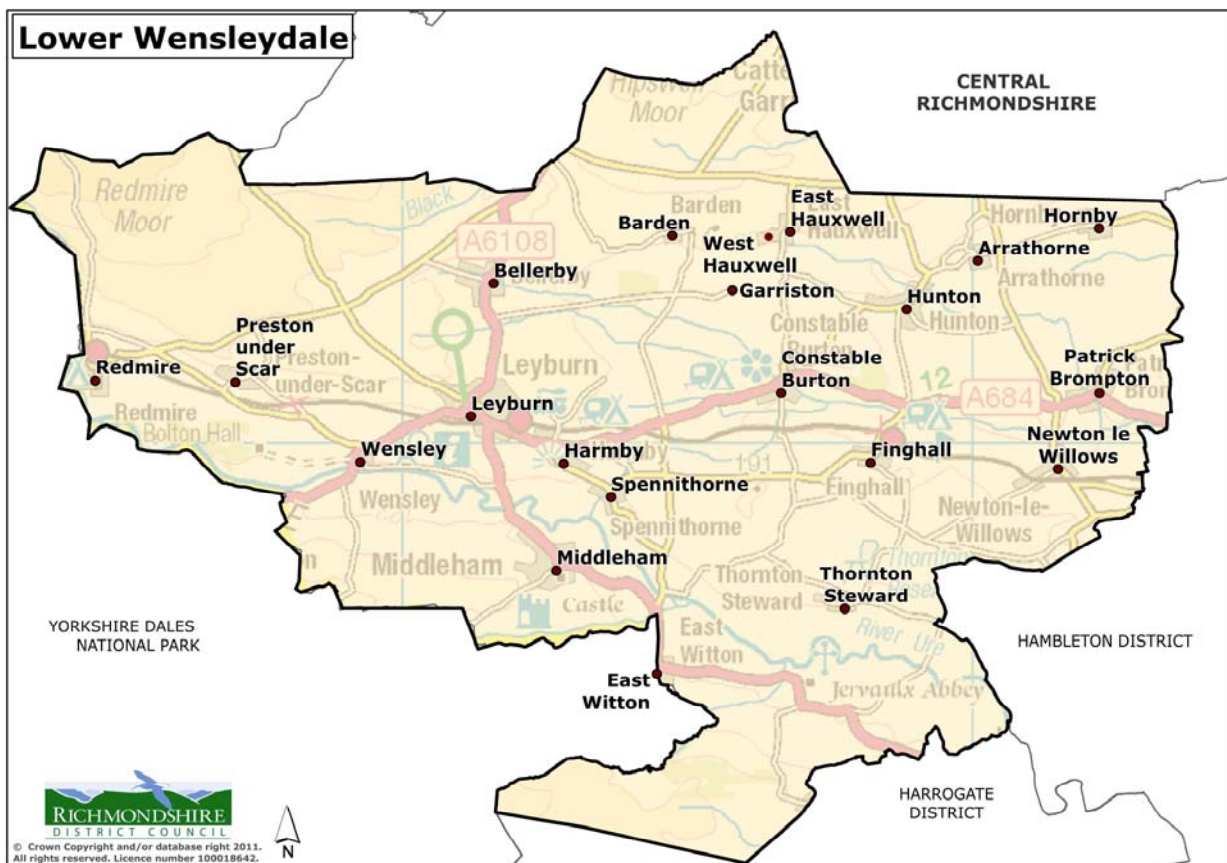 Lower Wensleydale
CENTRAL
RICHMONDSHIRE
Hipswell
Moor
Catte
Garr
Redmire
Moor
Black
A6108
Barden
Barden
East
Hauxwell
East
Hauxwell
West
Hauxwell
Hornby
Arrathorne
Arrathorne
Bellerby
Bellerby
Garriston
Hunton
Hunton
Preston
under
Scar
Preston-
under-Scar
Redmire
Redmire
Leyburn
Leyburn
Constable
Burton
Constable
Burton
12
A684
Patrick
Brompton
Bolton Hall
Wensley
Wensley
Harmby
191
Finghall
Finghall
Newton le
Willows
Newton-le-
Willows
Spennithorne
Spennithorne
Middleham
Middleham
Castle
Thornton
Steward
Thornton
Steward
River Ure
East
Witton
East
Witton
Jervaulx Abbey
YORKSHIRE DALES
NATIONAL PARK
HAMBLETON DISTRICT
HARROGATE
DISTRICT
RICHMONDSHIRE
DISTRICT COUNCIL
© Crown Copyright and/or database right 2011.
All rights reserved. Licence number 100018642.
N